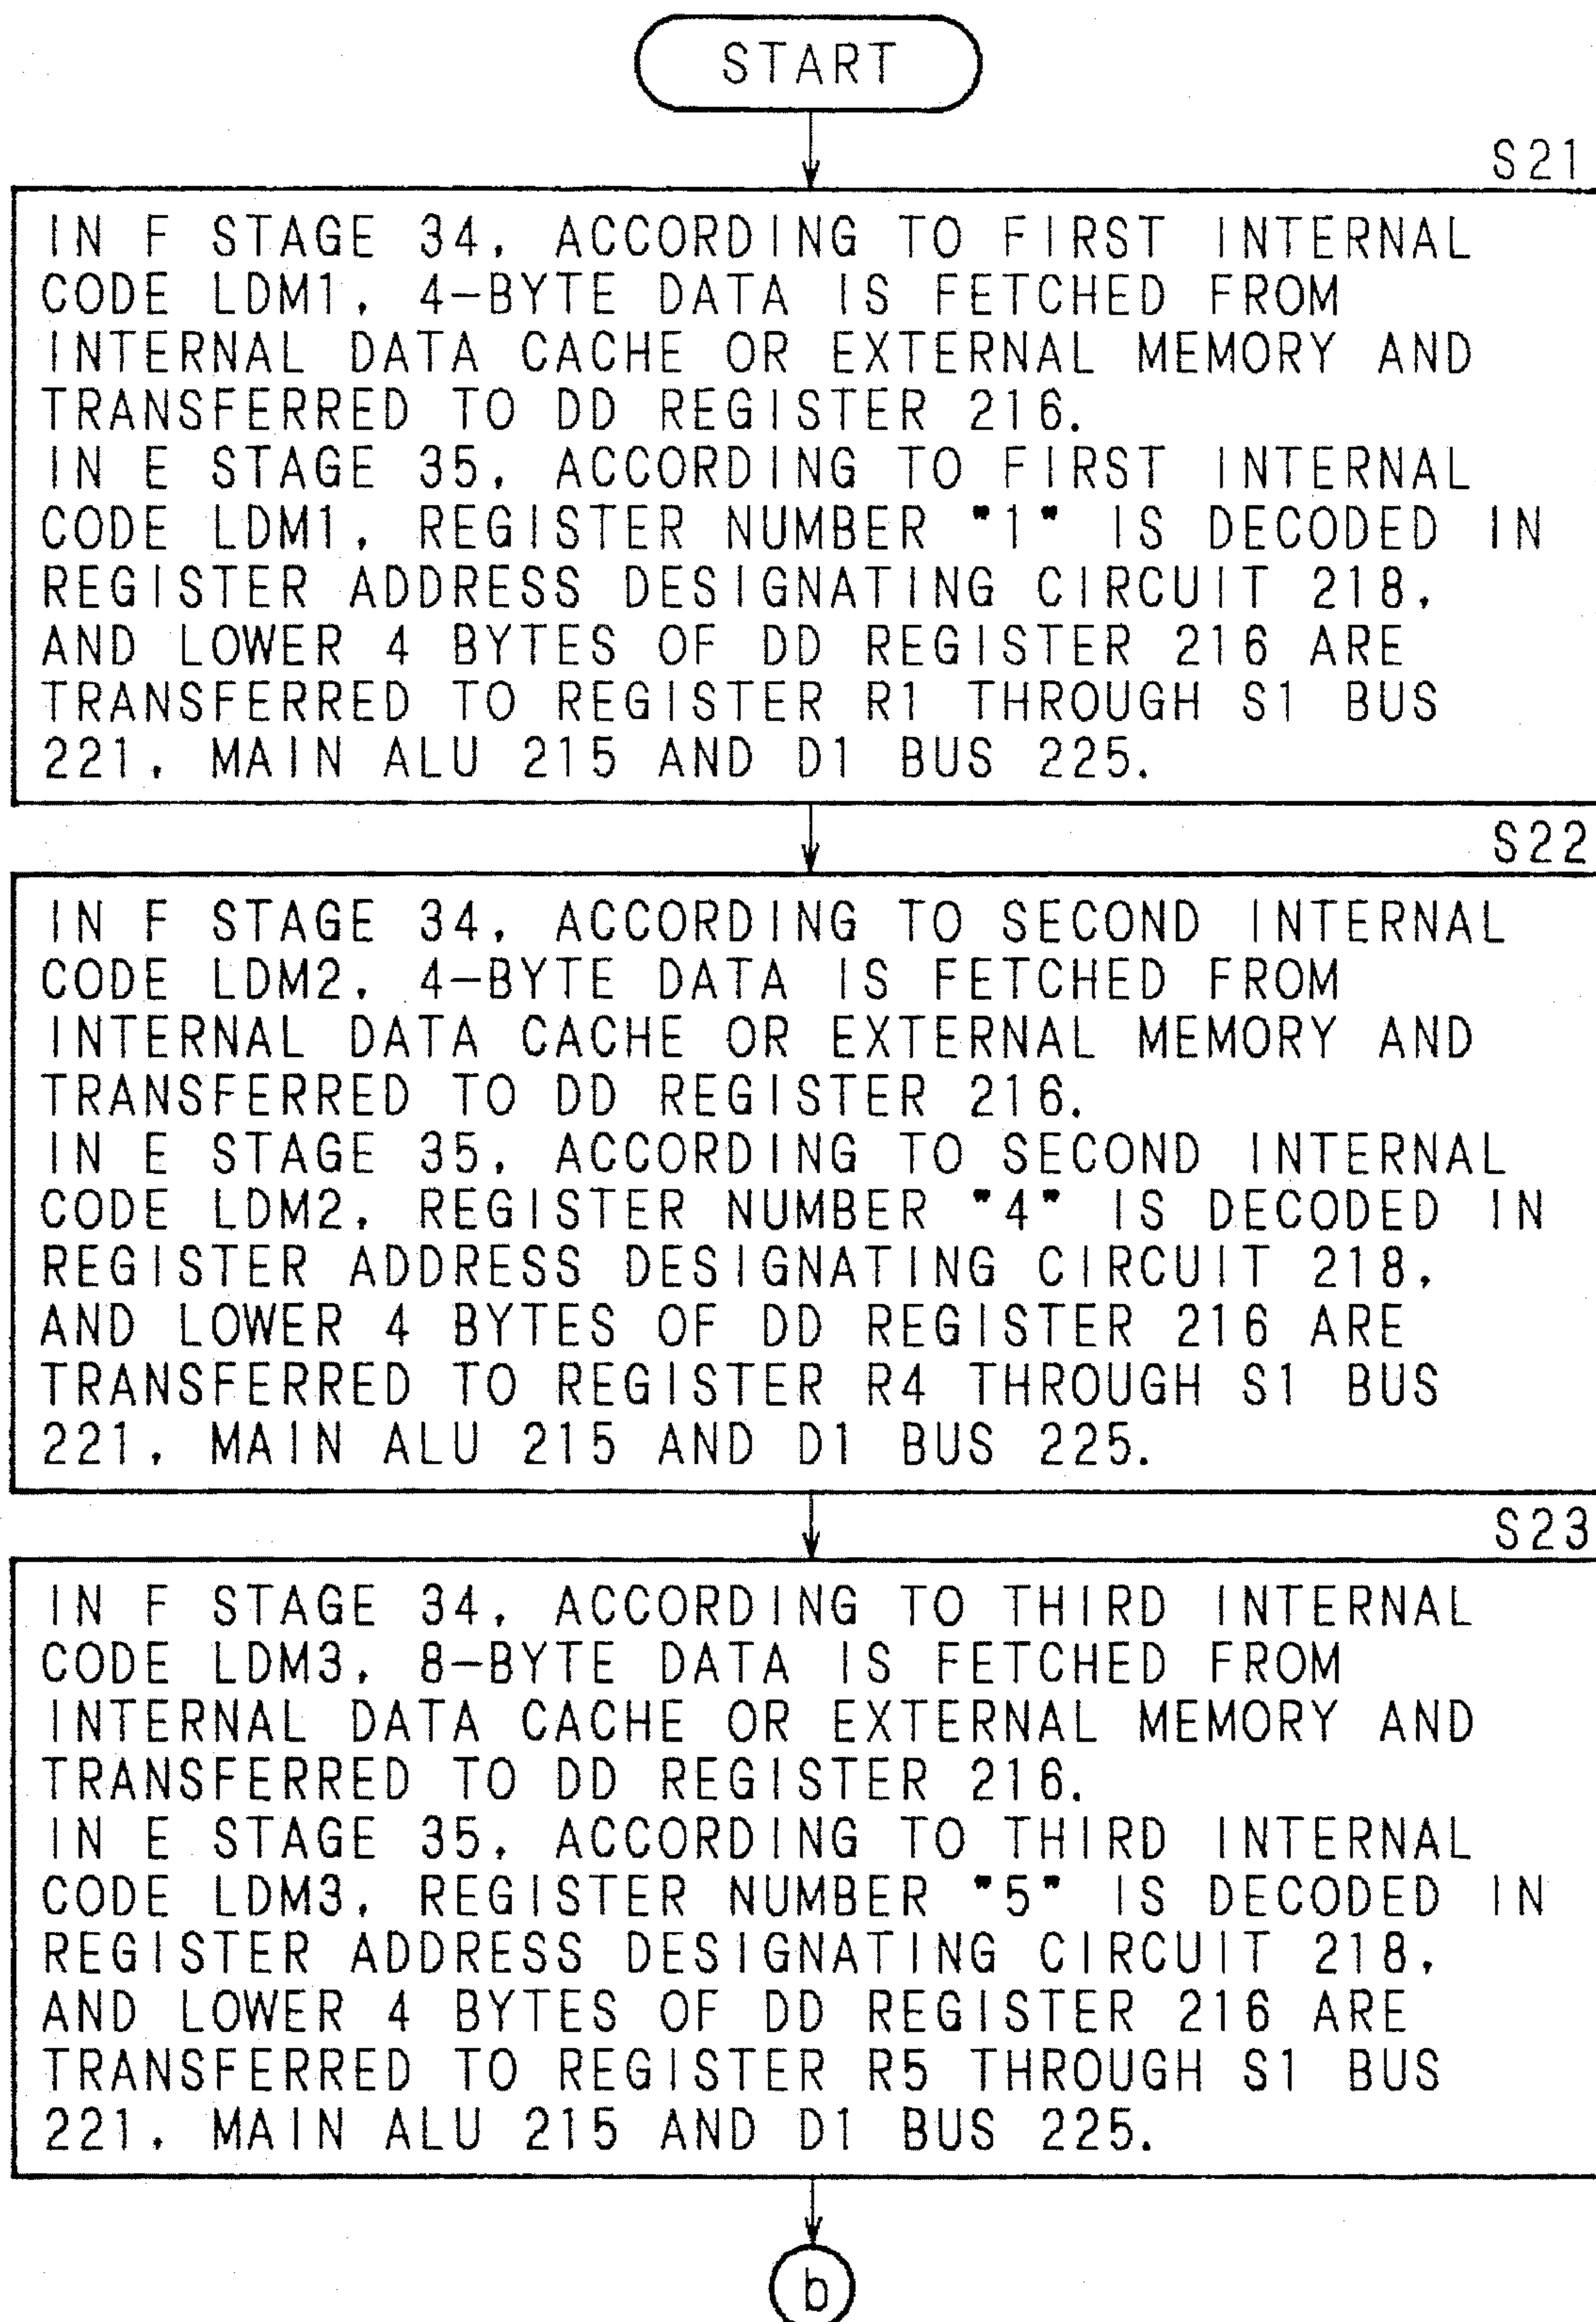 START
S21
IN F STAGE 34, ACCORDING TO FIRST INTERNAL
CODE LDM1, 4-BYTE DATA IS FETCHED FROM
INTERNAL DATA CACHE OR EXTERNAL MEMORY AND
TRANSFERRED TO DD REGISTER 216.
IN E STAGE 35, ACCORDING TO FIRST INTERNAL
CODE LDM1, REGISTER NUMBER "1" IS DECODED IN
REGISTER ADDRESS DESIGNATING CIRCUIT 218,
AND LOWER 4 BYTES OF DD REGISTER 216 ARE
TRANSFERRED TO REGISTER R1 THROUGH S1 BUS
221, MAIN ALU 215 AND D1 BUS 225.
S22
IN F STAGE 34, ACCORDING TO SECOND INTERNAL
CODE LDM2, 4-BYTE DATA IS FETCHED FROM
INTERNAL DATA CACHE OR EXTERNAL MEMORY AND
TRANSFERRED TO DD REGISTER 216.
IN E STAGE 35, ACCORDING TO SECOND INTERNAL
CODE LDM2, REGISTER NUMBER "4" IS DECODED IN
REGISTER ADDRESS DESIGNATING CIRCUIT 218,
AND LOWER 4 BYTES OF DD REGISTER 216 ARE
TRANSFERRED TO REGISTER R4 THROUGH S1 BUS
221, MAIN ALU 215 AND D1 BUS 225.
S23
IN F STAGE 34, ACCORDING TO THIRD INTERNAL
CODE LDM3, 8-BYTE DATA IS FETCHED FROM
INTERNAL DATA CACHE OR EXTERNAL MEMORY AND
TRANSFERRED TO DD REGISTER 216.
IN E STAGE 35, ACCORDING TO THIRD INTERNAL
CODE LDM3, REGISTER NUMBER "5" IS DECODED IN
REGISTER ADDRESS DESIGNATING CIRCUIT 218,
AND LOWER 4 BYTES OF DD REGISTER 216 ARE
TRANSFERRED TO REGISTER R5 THROUGH S1 BUS
221, MAIN ALU 215 AND D1 BUS 225.
b